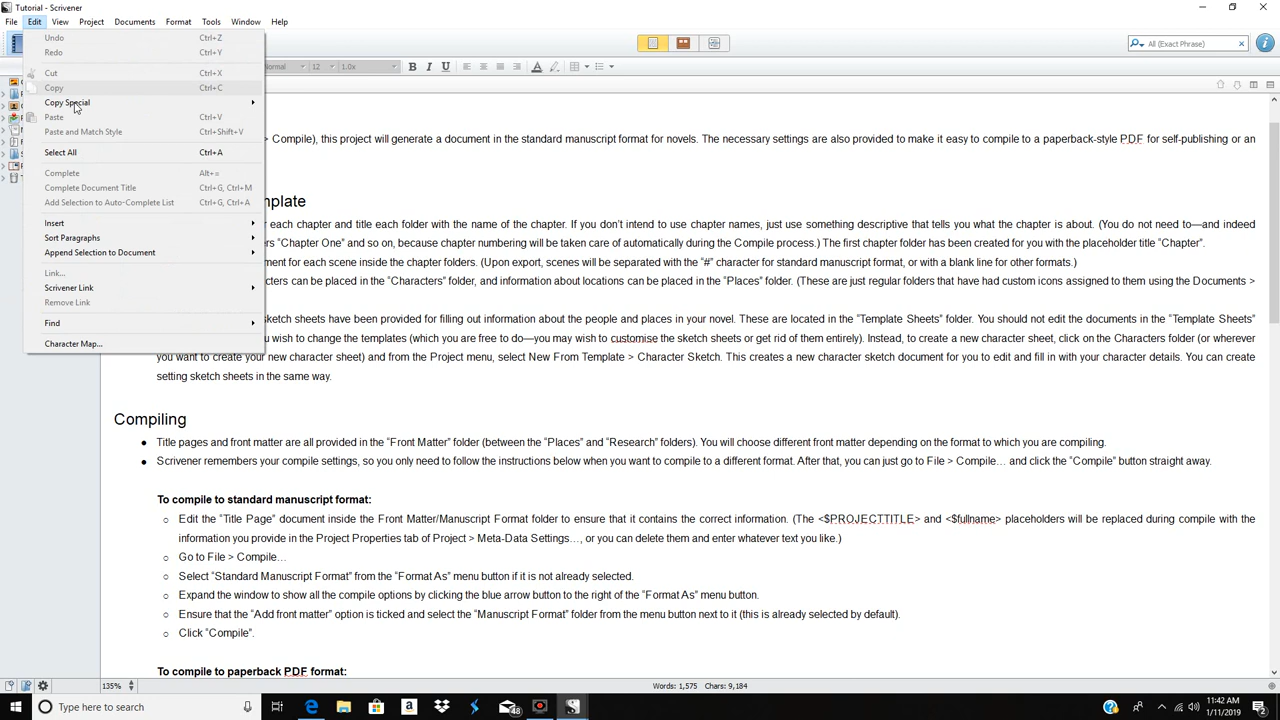 Tutorial - Scrivener
File Edit View Project Documents Format Tools Window Help
Undo Ctrl+Z
Redo Ctrl+Y
Cut Ctrl+X
Copy Ctrl+C
Copy Special
Paste Ctrl+V
Paste and Match Style Ctrl+Shift+V
Select All Ctrl+A
Complete Alt+=
Complete Document Title Ctrl+G, Ctrl+M
Add Selection to Auto-Complete List Ctrl+G, Ctrl+A
Insert
Sort Paragraphs
Append Selection to Document
Link...
Scrivener Link
Remove Link
Find
Character Map...
12 1.0x B I U A
All (Exact Phrase)
> Compile), this project will generate a document in the standard manuscript format for novels. The necessary settings are also provided to make it easy to compile to a paperback-style PDF for self-publishing or an
each chapter and title each folder with the name of the chapter. If you don't intend to use chapter names, just use something descriptive that tells you what the chapter is about. (You do not need to—and indeed
"Chapter One" and so on, because chapter numbering will be taken care of automatically during the Compile process.) The first chapter folder has been created for you with the placeholder title "Chapter".
for each scene inside the chapter folders. (Upon export, scenes will be separated with the "#" character for standard manuscript format, or with a blank line for other formats.)
can be placed in the "Characters" folder, and information about locations can be placed in the "Places" folder. (These are just regular folders that have had custom icons assigned to them using the Documents >
sketch sheets have been provided for filling out information about the people and places in your novel. These are located in the "Template Sheets" folder. You should not edit the documents in the "Template Sheets"
wish to change the templates (which you are free to do—you may wish to customise the sketch sheets or get rid of them entirely). Instead, to create a new character sheet, click on the Characters folder (or wherever
you want to create your new character sheet) and from the Project menu, select New From Template > Character Sketch. This creates a new character sketch document for you to edit and fill in with your character details. You can create
setting sketch sheets in the same way.
Compiling
● Title pages and front matter are all provided in the "Front Matter" folder (between the "Places" and "Research" folders). You will choose different front matter depending on the format to which you are compiling.
● Scrivener remembers your compile settings, so you only need to follow the instructions below when you want to compile to a different format. After that, you can just go to File > Compile… and click the "Compile" button straight away.
To compile to standard manuscript format:
○ Edit the "Title Page" document inside the Front Matter/Manuscript Format folder to ensure that it contains the correct information. (The <$PROJECTTITLE> and <$fullname> placeholders will be replaced during compile with the
information you provide in the Project Properties tab of Project > Meta-Data Settings…, or you can delete them and enter whatever text you like.)
○ Go to File > Compile…
○ Select "Standard Manuscript Format" from the "Format As" menu button if it is not already selected.
○ Expand the window to show all the compile options by clicking the blue arrow button to the right of the "Format As" menu button.
○ Ensure that the "Add front matter" option is ticked and select the "Manuscript Format" folder from the menu button next to it (this is already selected by default).
○ Click "Compile".
To compile to paperback PDF format:
135% Words: 1,575 Chars: 9,184
Type here to search
11:42 AM
1/11/2019